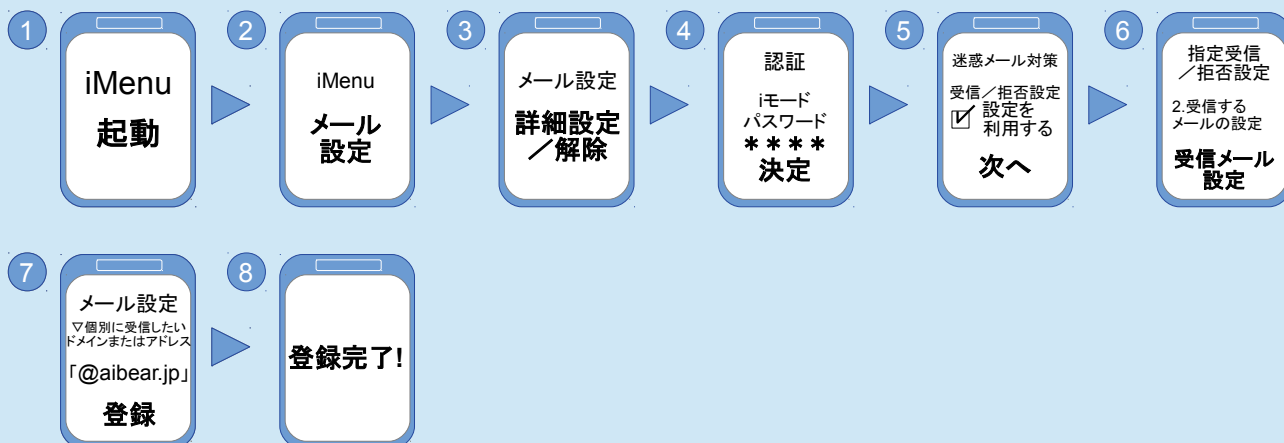 1
iMenu
起動
2
iMenu
メール
設定
3
メール設定
詳細設定
／解除
4
認証
iモード
パスワード
＊＊＊＊
決定
5
迷惑メール対策
受信／拒否設定
設定を
利用する
次へ
6
指定受信
／拒否設定
2.受信する
メールの設定
受信メール
設定
7
メール設定
▽個別に受信したい
ドメインまたはアドレス
「@aibear.jp」
登録
8
登録完了!